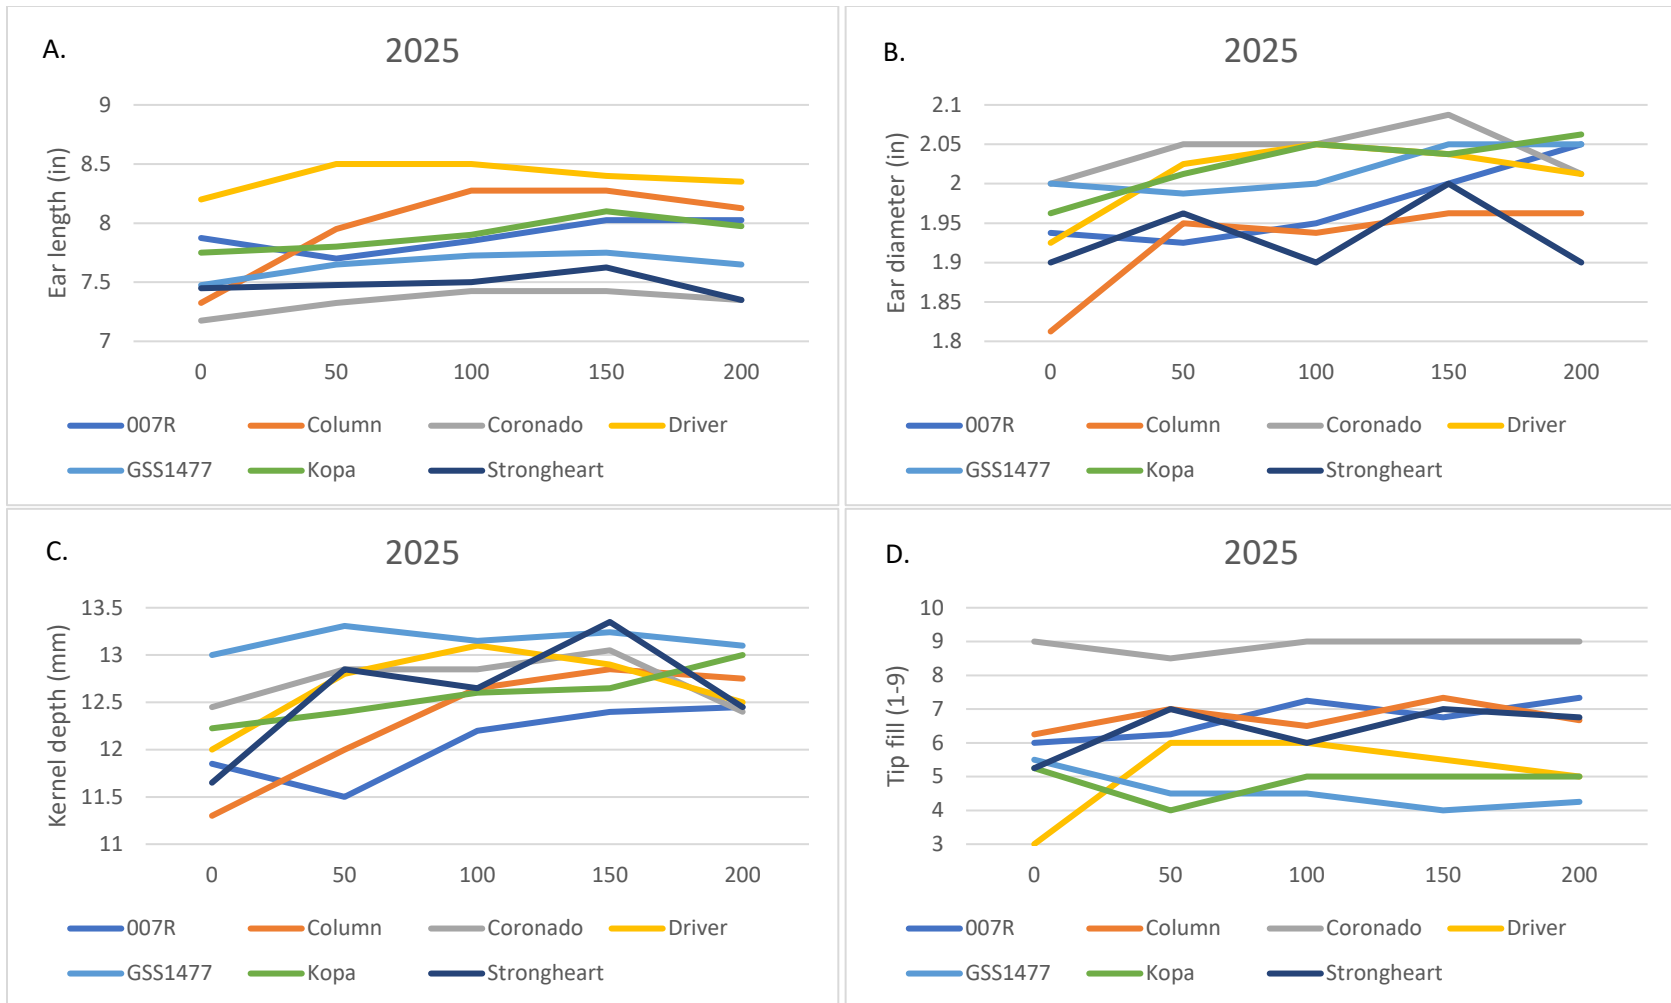 A.
2025
Ear length (in)
9
8.5
8
7.5
7
0 50 100 150 200
007R Column Coronado Driver
GSS1477 Kopa Strongheart
B.
2025
Ear diameter (in)
2.1
2.05
2
1.95
1.9
1.85
1.8
0 50 100 150 200
007R Column Coronado Driver
GSS1477 Kopa Strongheart
C.
2025
Kernel depth (mm)
13.5
13
12.5
12
11.5
11
0 50 100 150 200
007R Column Coronado Driver
GSS1477 Kopa Strongheart
D.
2025
Tip fill (1-9)
10
9
8
7
6
5
4
3
0 50 100 150 200
007R Column Coronado Driver
GSS1477 Kopa Strongheart